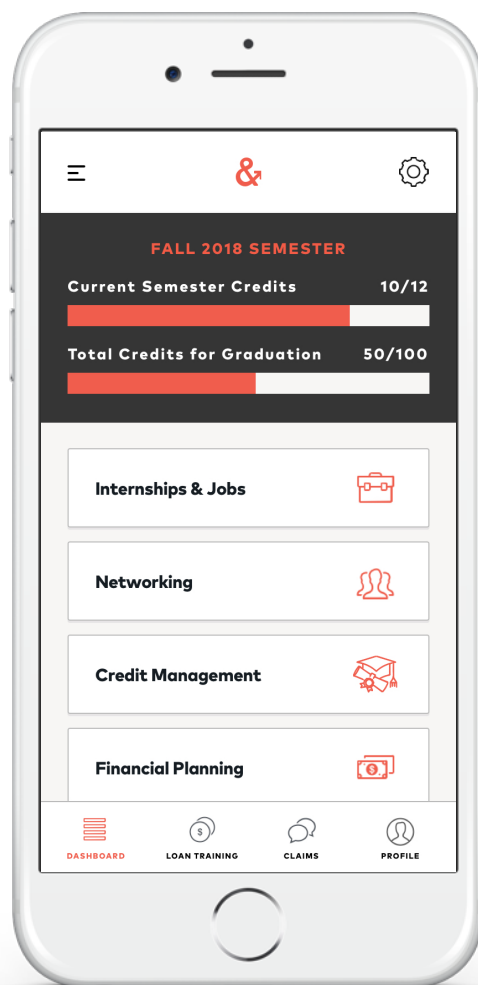 &
FALL 2018 SEMESTER
Current Semester Credits 10/12
Total Credits for Graduation 50/100
Internships & Jobs
Networking
Credit Management
Financial Planning
$
$
DASHBOARD LOAN TRAINING CLAIMS PROFILE